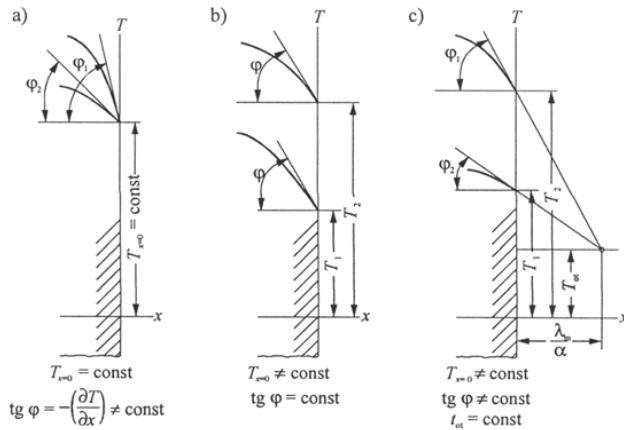 a)
T
φ₂
φ₁
Tₓ₌₀ = const
x
Tₓ₌₀ = const
tg φ = −(∂T/∂x) ≠ const
b)
T
φ
φ
T₂
T₁
x
Tₓ₌₀ ≠ const
tg φ = const
c)
T
φ₁
φ₂
T₂
T₁
Tot
λ
α
x
Tₓ₌₀ ≠ const
tg φ ≠ const
tot = const